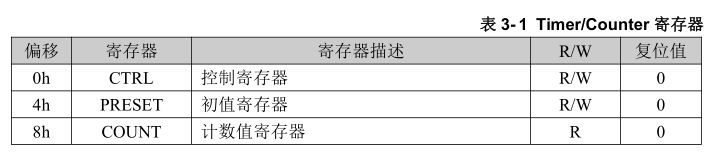 表 3-1 Timer/Counter 寄存器
偏移 寄存器 寄存器描述 R/W 复位值
0h CTRL 控制寄存器 R/W 0
4h PRESET 初值寄存器 R/W 0
8h COUNT 计数值寄存器 R 0